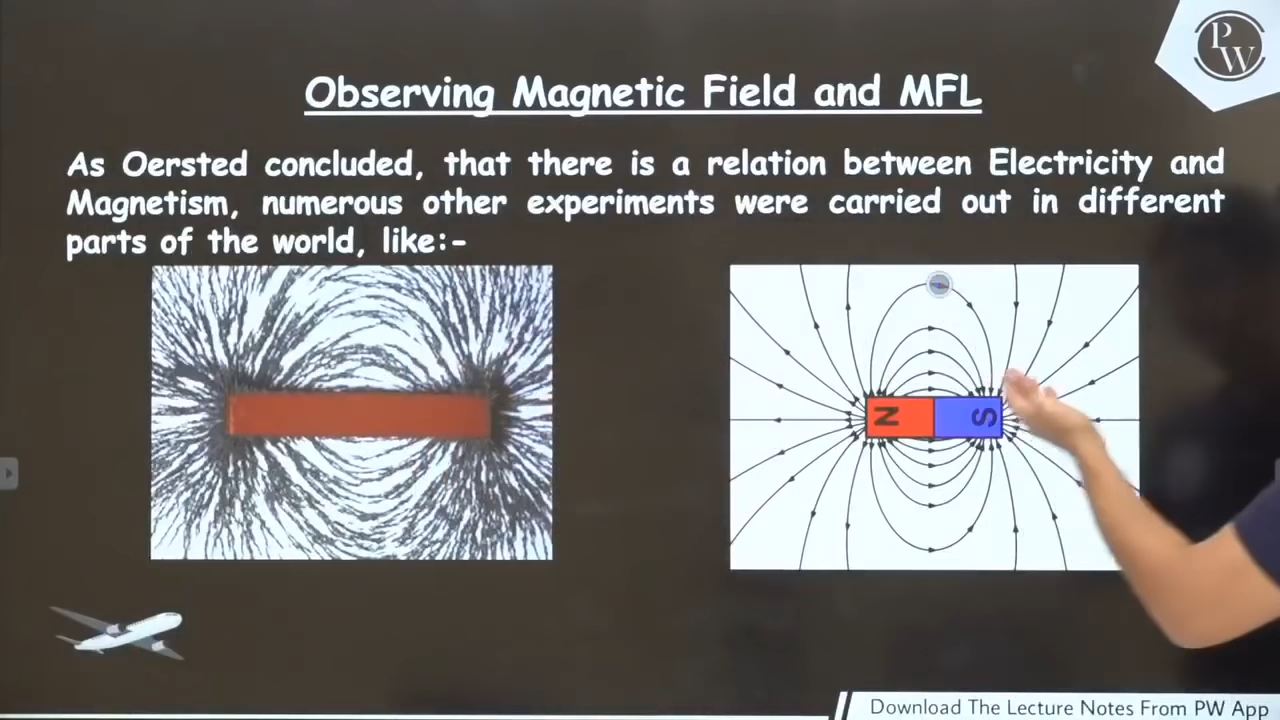 PW
Observing Magnetic Field and MFL
As Oersted concluded, that there is a relation between Electricity and
Magnetism, numerous other experiments were carried out in different
parts of the world, like:-
N S
Download The Lecture Notes From PW App